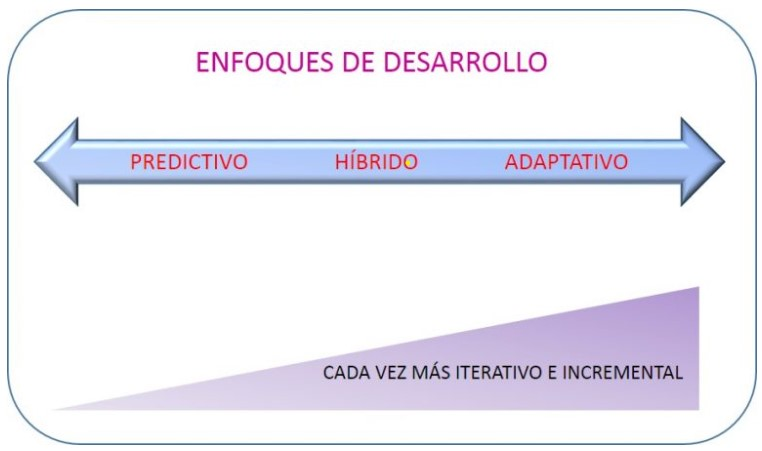 ENFOQUES DE DESARROLLO
PREDICTIVO HÍBRIDO ADAPTATIVO
CADA VEZ MÁS ITERATIVO E INCREMENTAL